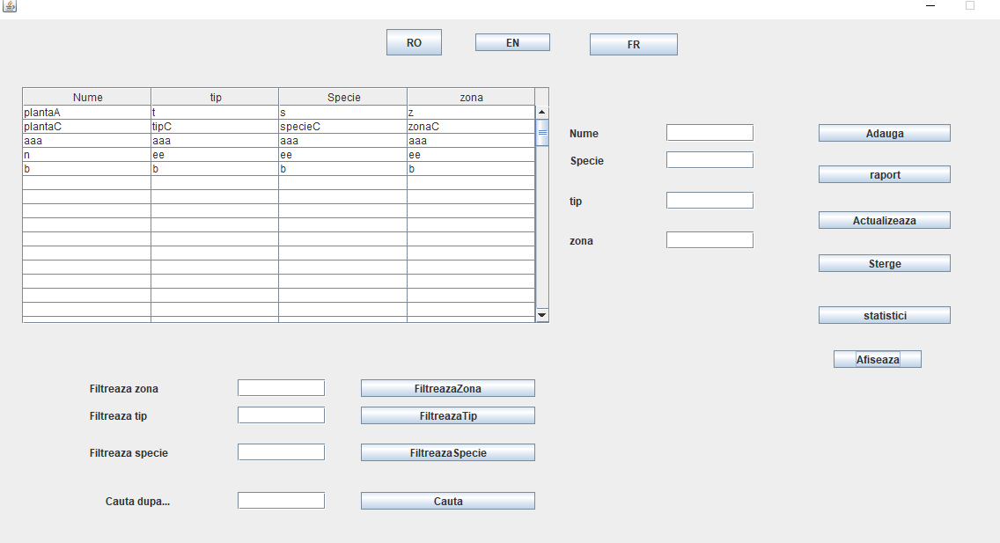 RO EN FR
Nume tip Specie zona
plantaA t s z
plantaC tipC specieC zonaC
aaa aaa aaa aaa
n ee ee ee
b b b b
Nume
Specie
tip
zona
Adauga
raport
Actualizeaza
Sterge
statistici
Afiseaza
Filtreaza zona FiltreazaZona
Filtreaza tip FiltreazaTip
Filtreaza specie FiltreazaSpecie
Cauta dupa... Cauta